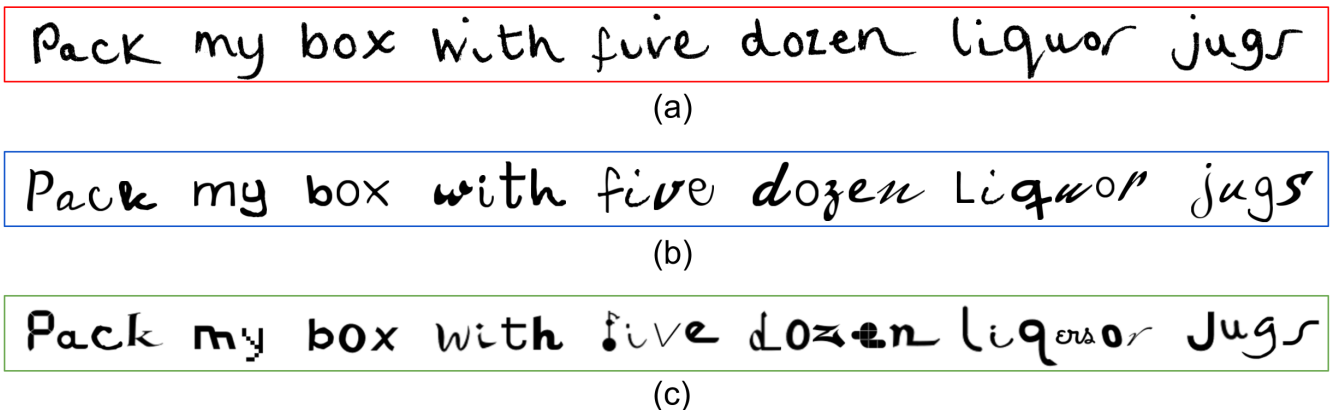 Pack my box with five dozen liquor jugs
(a)
Pack my box with five dozen Liquor jugs
(b)
Pack my box with five dozen Jugs
(c)